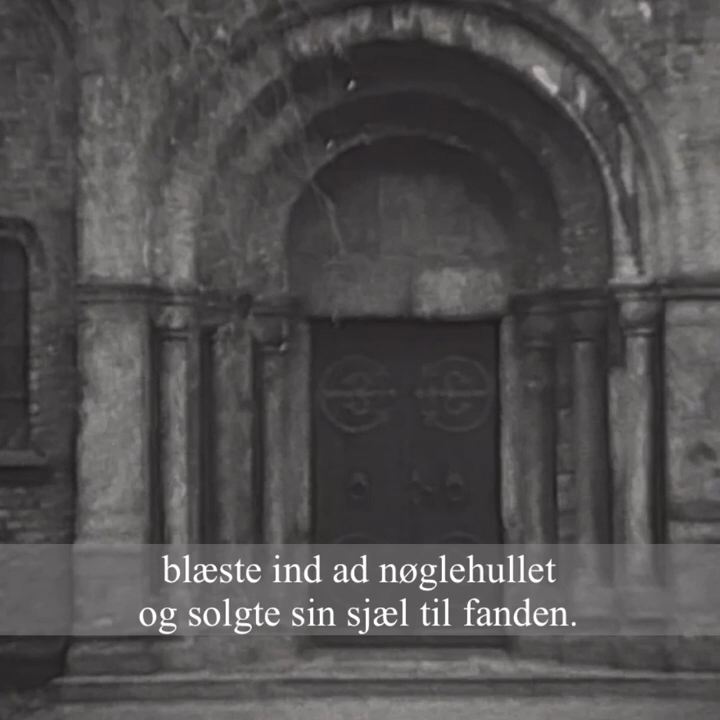 blæste ind ad nøglehullet
og solgte sin sjæl til fanden.